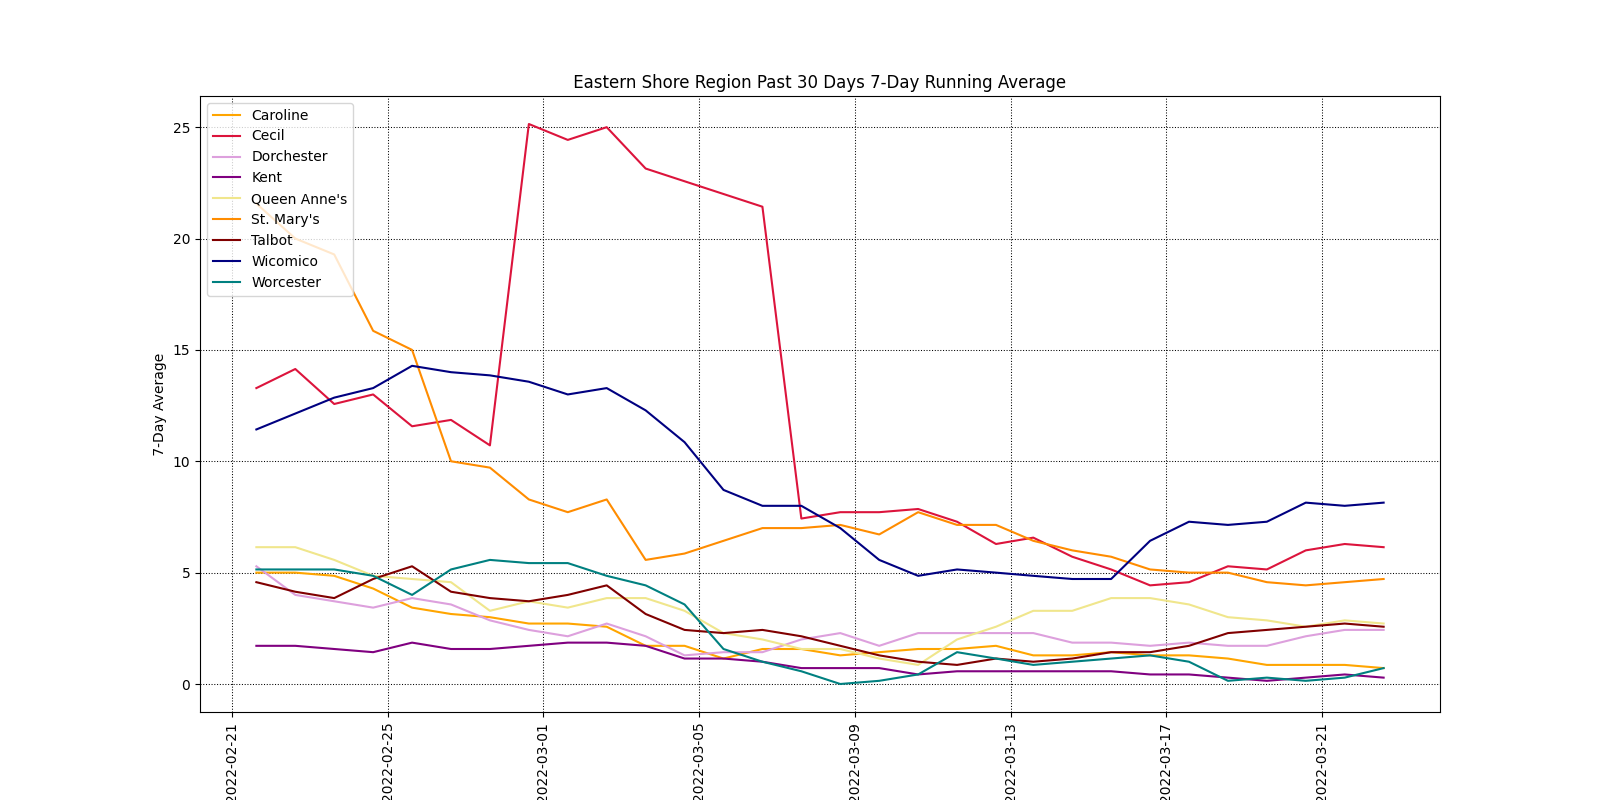 Eastern Shore Region Past 30 Days 7-Day Running Average
Caroline
Cecil
Dorchester
Kent
Queen Anne's
St. Mary's
Talbot
Wicomico
Worcester
25
20
15
10
5
0
7-Day Average
2022-02-21
2022-02-25
2022-03-01
2022-03-05
2022-03-09
2022-03-13
2022-03-17
2022-03-21